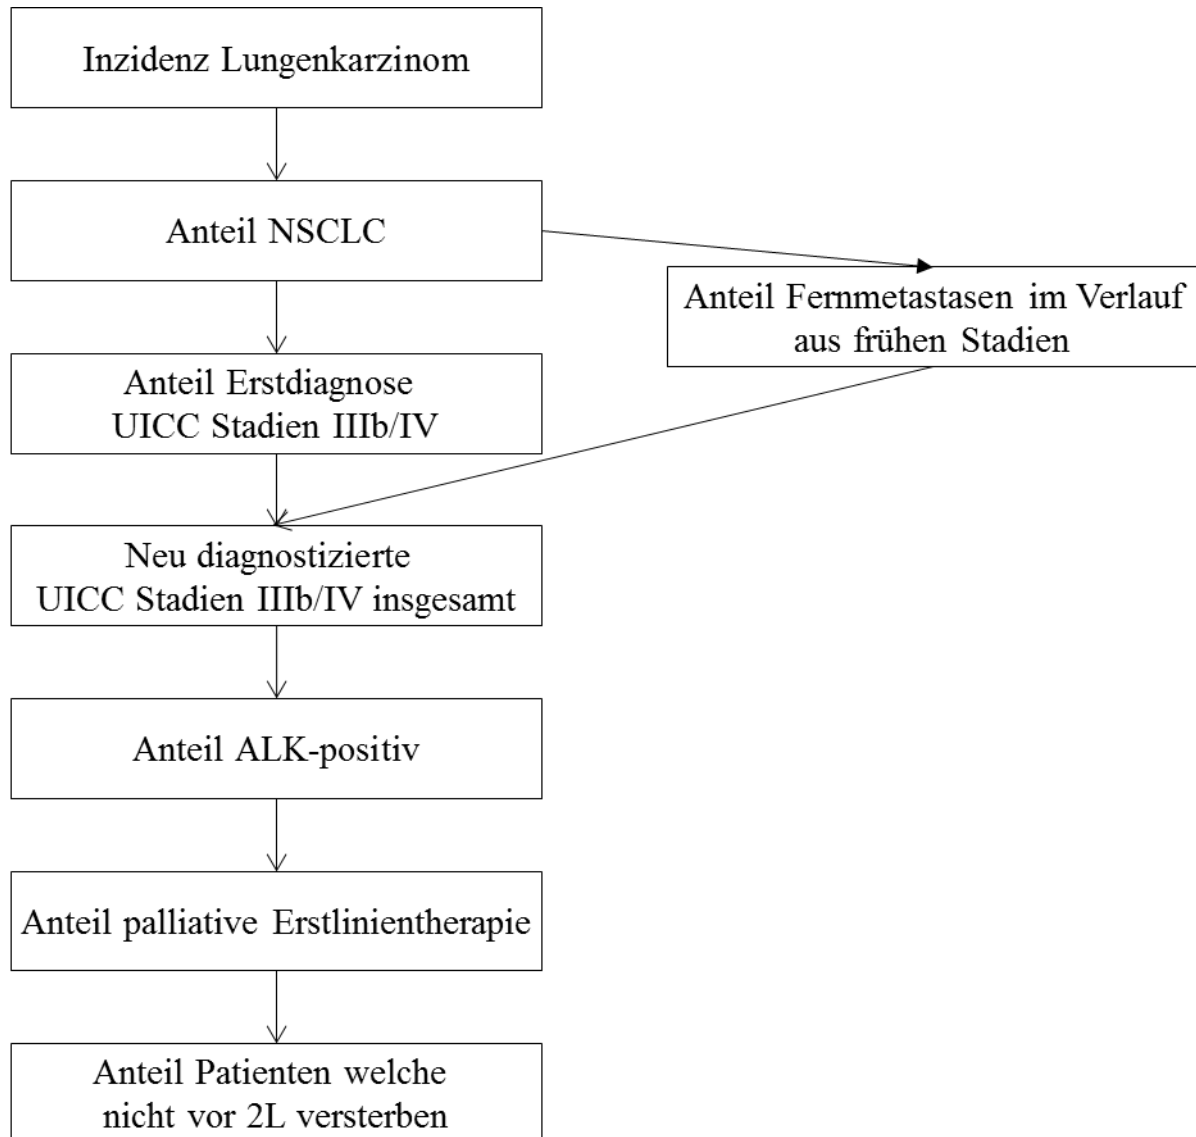 Inzidenz Lungenkarzinom
Anteil NSCLC
Anteil Fernmetastasen im Verlauf
aus frühen Stadien
Anteil Erstdiagnose
UICC Stadien IIIb/IV
Neu diagnostizierte
UICC Stadien IIIb/IV insgesamt
Anteil ALK-positiv
Anteil palliative Erstlinientherapie
Anteil Patienten welche
nicht vor 2L versterben